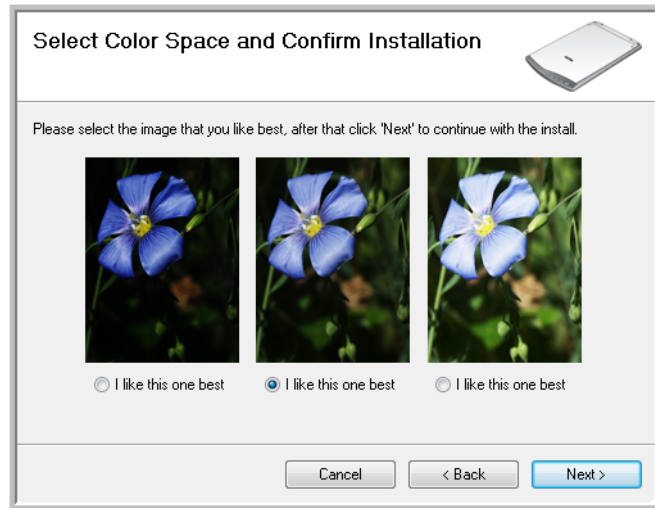 Select Color Space and Confirm Installation
Please select the image that you like best, after that click 'Next' to continue with the install.
I like this one best
I like this one best
I like this one best
Cancel
< Back
Next >